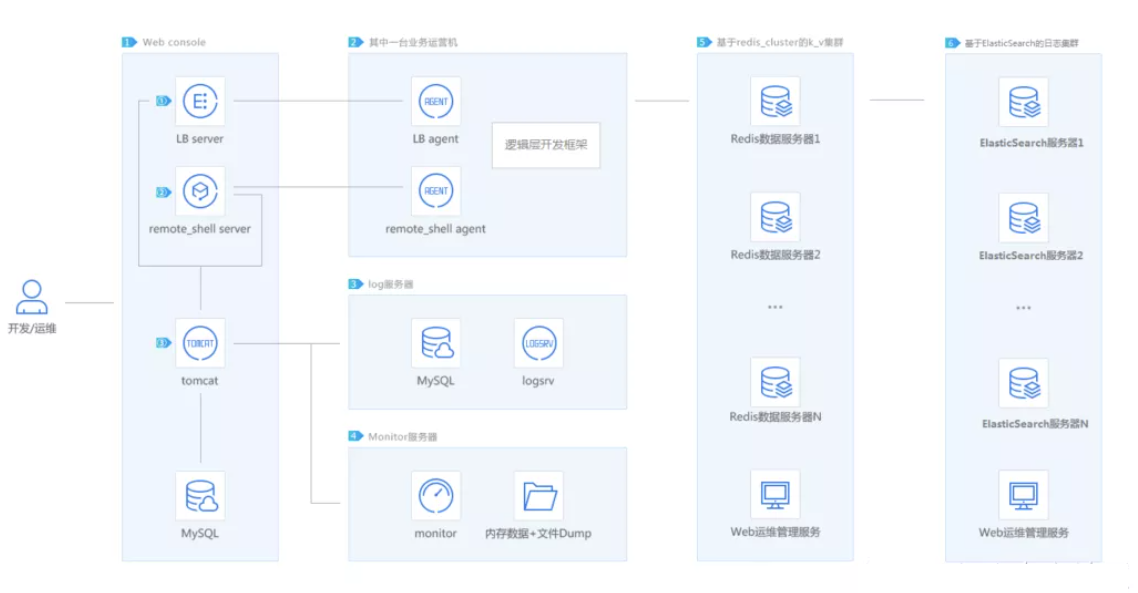 开发/运维
1 Web console
① LB server
② remote_shell server
TOMCAT
③ tomcat
MySQL
2 其中一台业务运营机
AGENT
LB agent
逻辑层开发框架
AGENT
remote_shell agent
3 log服务器
MySQL
LOGSRV
logsrv
4 Monitor服务器
monitor
内存数据+文件Dump
5 基于redis_cluster的k_v集群
Redis数据服务器1
Redis数据服务器2
...
Redis数据服务器N
Web运维管理服务
6 基于ElasticSearch的日志集群
ElasticSearch服务器1
ElasticSearch服务器2
...
ElasticSearch服务器N
Web运维管理服务